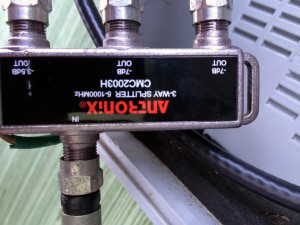 IN
ANTRONIX®
3-WAY SPLITTER 5-1000MHz
CMC2003H
OUT OUT OUT
-7dB -7dB -3.5dB